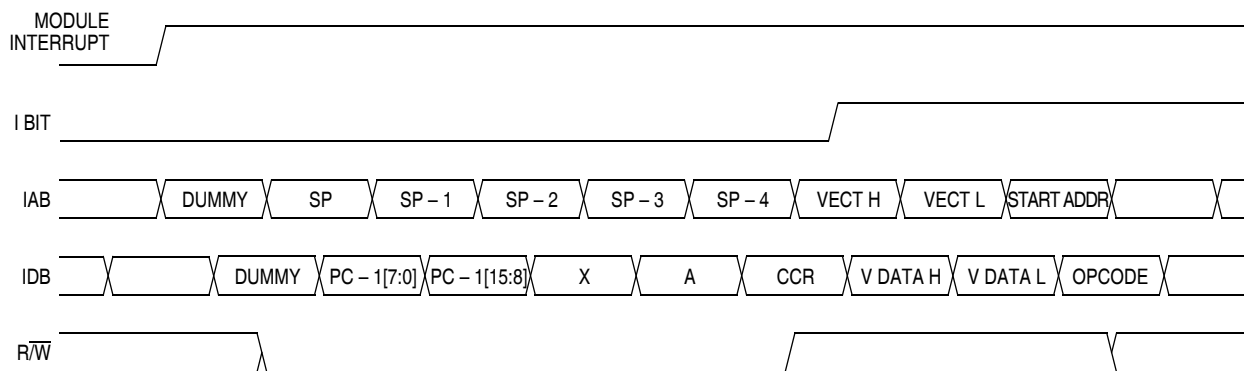 MODULE
INTERRUPT
I BIT
IAB DUMMY SP SP – 1 SP – 2 SP – 3 SP – 4 VECT H VECT L START ADDR
IDB DUMMY PC – 1[7:0] PC – 1[15:8] X A CCR V DATA H V DATA L OPCODE
R/W̅